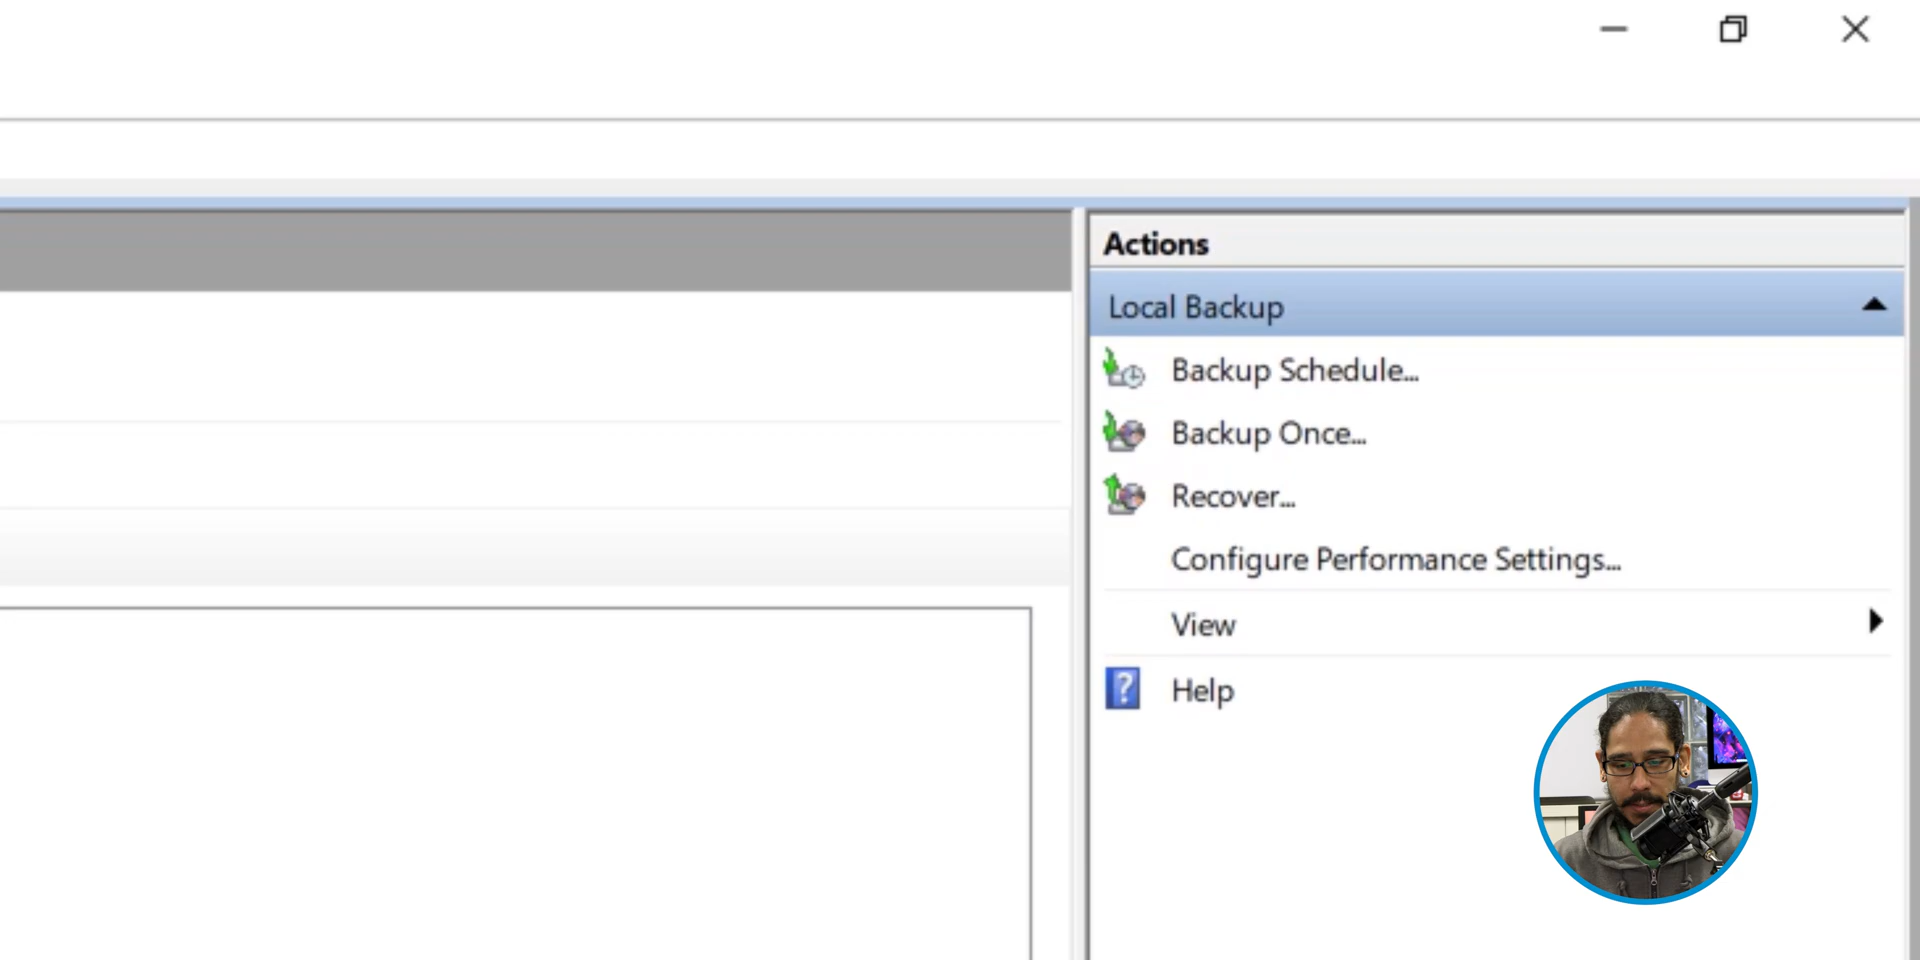 Actions
Local Backup
Backup Schedule...
Backup Once...
Recover...
Configure Performance Settings...
View
Help